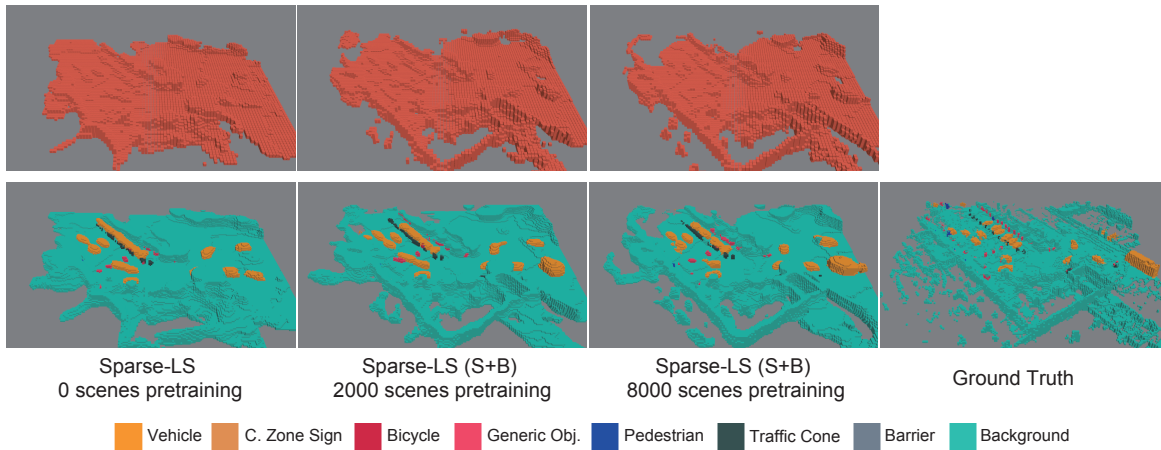 Sparse-LS
0 scenes pretraining
Sparse-LS (S+B)
2000 scenes pretraining
Sparse-LS (S+B)
8000 scenes pretraining
Ground Truth
Vehicle
C. Zone Sign
Bicycle
Generic Obj.
Pedestrian
Traffic Cone
Barrier
Background